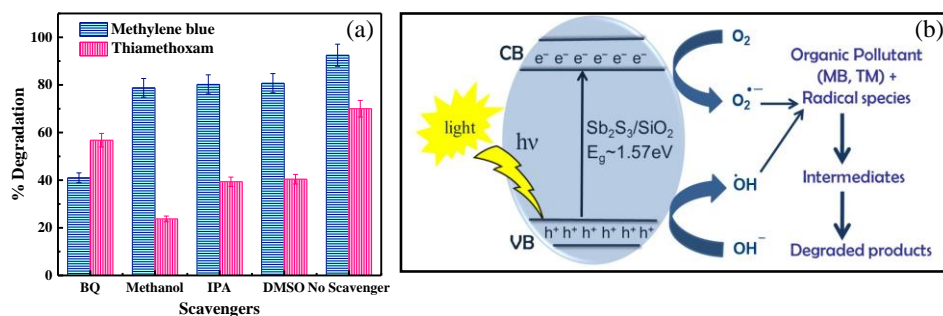 (a)
Methylene blue
Thiamethoxam
100
80
60
40
20
0
% Degradation
BQ Methanol IPA DMSO No Scavenger
Scavengers
(b)
CB
e⁻ e⁻ e⁻ e⁻ e⁻ e⁻
O₂
O₂•−
Organic Pollutant
(MB, TM) +
Radical species
light
hν
Sb₂S₃/SiO₂
Eg~1.57eV
•OH
Intermediates
VB
h⁺ h⁺ h⁺ h⁺ h⁺ h⁺
OH⁻
Degraded products